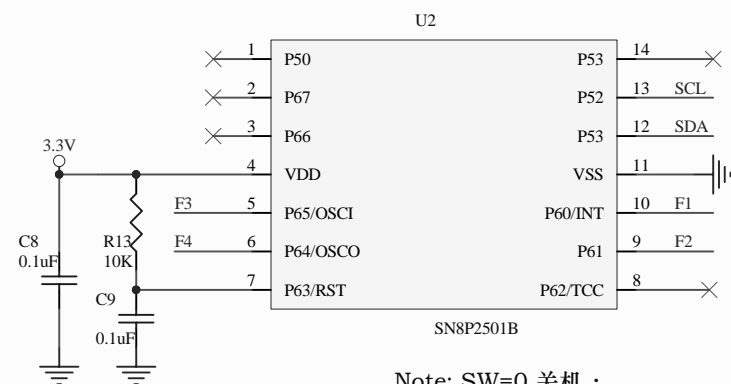 U2
1 P50 P53 14
2 P67 P52 13 SCL
3 P66 P53 12 SDA
3.3V
4 VDD VSS 11
F3 5 P65/OSCI P60/INT 10 F1
F4 6 P64/OSCO P61 9 F2
C8
0.1uF
R13
10K
7 P63/RST P62/TCC 8
C9
0.1uF
SN8P2501B
Note: SW=0 关机 ;